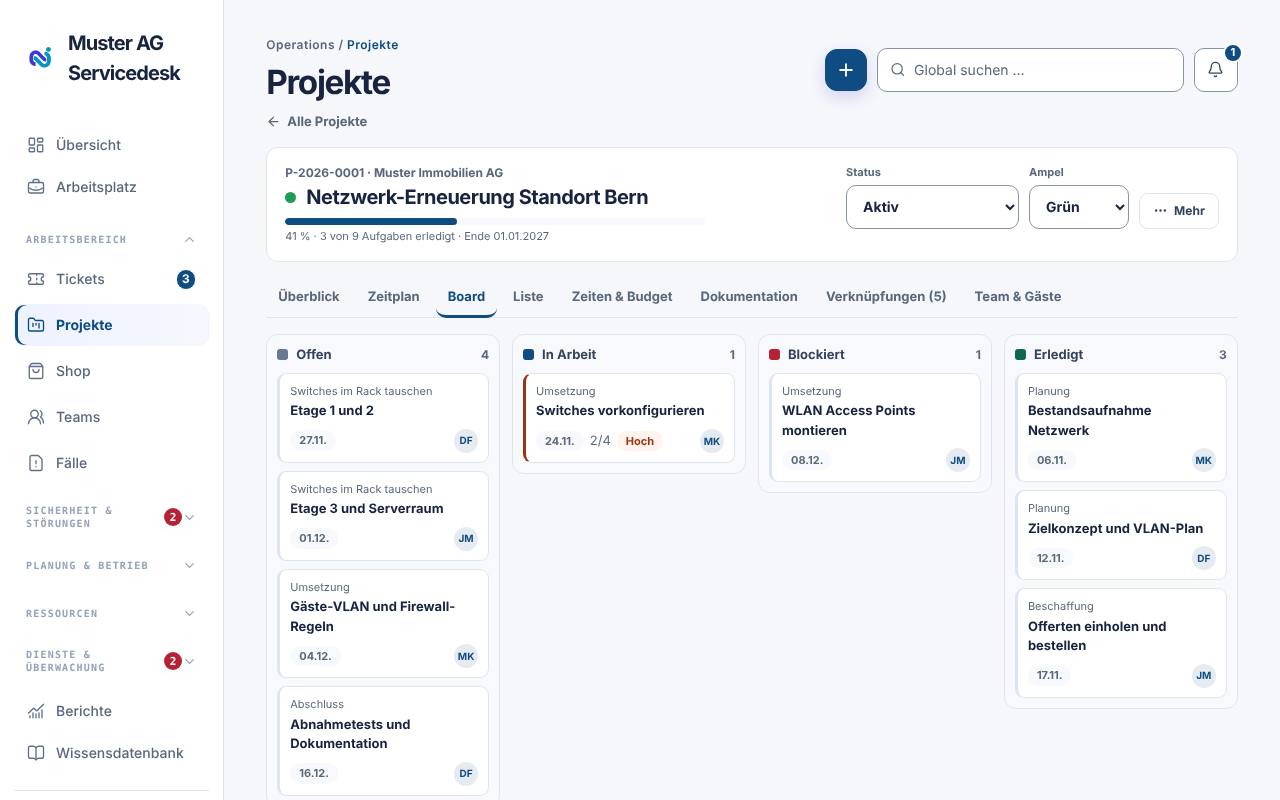 Muster AG
Servicedesk
Übersicht
Arbeitsplatz
ARBEITSBEREICH
Tickets 3
Projekte
Shop
Teams
Fälle
SICHERHEIT &
STÖRUNGEN
2
PLANUNG & BETRIEB
RESSOURCEN
DIENSTE &
ÜBERWACHUNG
2
Berichte
Wissensdatenbank
Operations / Projekte
Projekte
Global suchen ...
1
Alle Projekte
P-2026-0001 · Muster Immobilien AG
Netzwerk-Erneuerung Standort Bern
41 % · 3 von 9 Aufgaben erledigt · Ende 01.01.2027
Status
Aktiv
Ampel
Grün
Mehr
Überblick Zeitplan Board Liste Zeiten & Budget Dokumentation Verknüpfungen (5) Team & Gäste
Offen 4
Switches im Rack tauschen
Etage 1 und 2
27.11. DF
Switches im Rack tauschen
Etage 3 und Serverraum
01.12. JM
Umsetzung
Gäste-VLAN und Firewall-
Regeln
04.12. MK
Abschluss
Abnahmetests und
Dokumentation
16.12. DF
In Arbeit 1
Umsetzung
Switches vorkonfigurieren
24.11. 2/4 Hoch MK
Blockiert 1
Umsetzung
WLAN Access Points
montieren
08.12. JM
Erledigt 3
Planung
Bestandsaufnahme
Netzwerk
06.11. MK
Planung
Zielkonzept und VLAN-Plan
12.11. DF
Beschaffung
Offerten einholen und
bestellen
17.11. JM